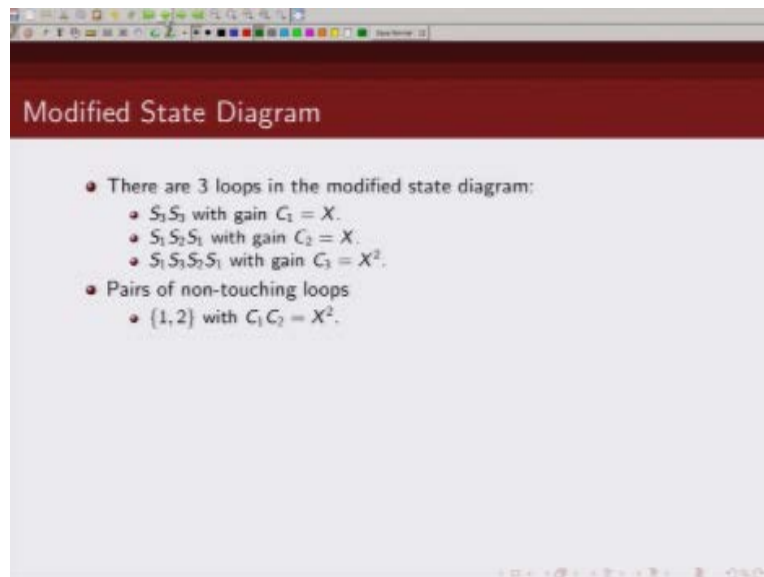 Modified State Diagram
There are 3 loops in the modified state diagram:
S₃S₃ with gain C₁ = X.
S₁S₂S₁ with gain C₂ = X.
S₁S₃S₂S₁ with gain C₃ = X².
Pairs of non-touching loops
{1, 2} with C₁C₂ = X².